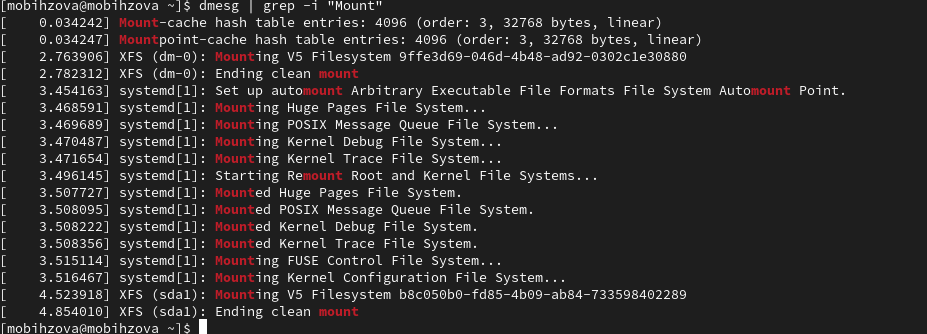 [mobihzova@mobihzova ~]$ dmesg | grep -i "Mount"
[    0.034242] Mount-cache hash table entries: 4096 (order: 3, 32768 bytes, linear)
[    0.034247] Mountpoint-cache hash table entries: 4096 (order: 3, 32768 bytes, linear)
[    2.763906] XFS (dm-0): Mounting V5 Filesystem 9ffe3d69-046d-4b48-ad92-0302c1e30880
[    2.782312] XFS (dm-0): Ending clean mount
[    3.454163] systemd[1]: Set up automount Arbitrary Executable File Formats File System Automount Point.
[    3.468591] systemd[1]: Mounting Huge Pages File System...
[    3.469689] systemd[1]: Mounting POSIX Message Queue File System...
[    3.470487] systemd[1]: Mounting Kernel Debug File System...
[    3.471654] systemd[1]: Mounting Kernel Trace File System...
[    3.496145] systemd[1]: Starting Remount Root and Kernel File Systems...
[    3.507727] systemd[1]: Mounted Huge Pages File System.
[    3.508095] systemd[1]: Mounted POSIX Message Queue File System.
[    3.508222] systemd[1]: Mounted Kernel Debug File System.
[    3.508356] systemd[1]: Mounted Kernel Trace File System.
[    3.515114] systemd[1]: Mounting FUSE Control File System...
[    3.516467] systemd[1]: Mounting Kernel Configuration File System...
[    4.523918] XFS (sda1): Mounting V5 Filesystem b8c050b0-fd85-4b09-ab84-733598402289
[    4.854010] XFS (sda1): Ending clean mount
[mobihzova@mobihzova ~]$